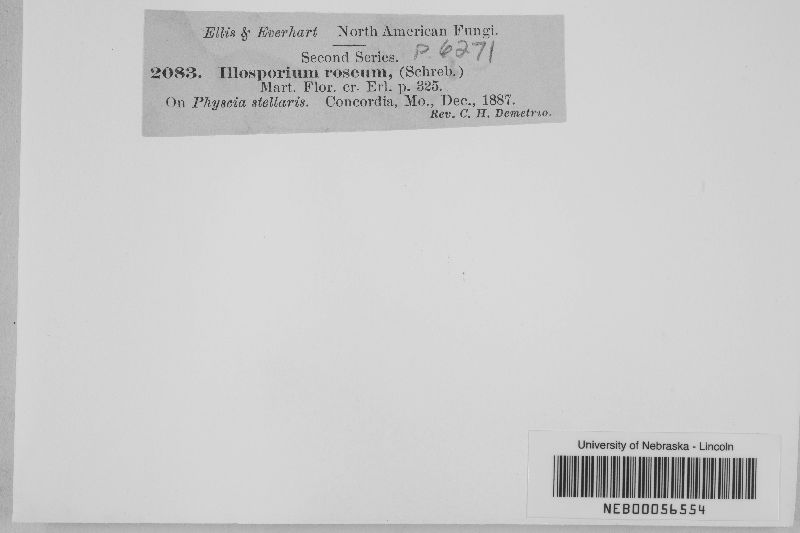 Ellis & Everhart North American Fungi.
Second Series. P 6271
2083. Illosporium roseum, (Schreb.)
Mart. Flor. cr. Erl. p. 325.
On Physcia stellaris. Concordia, Mo., Dec., 1887.
Rev. C. H. Demetrio.
University of Nebraska - Lincoln
NEB00056554